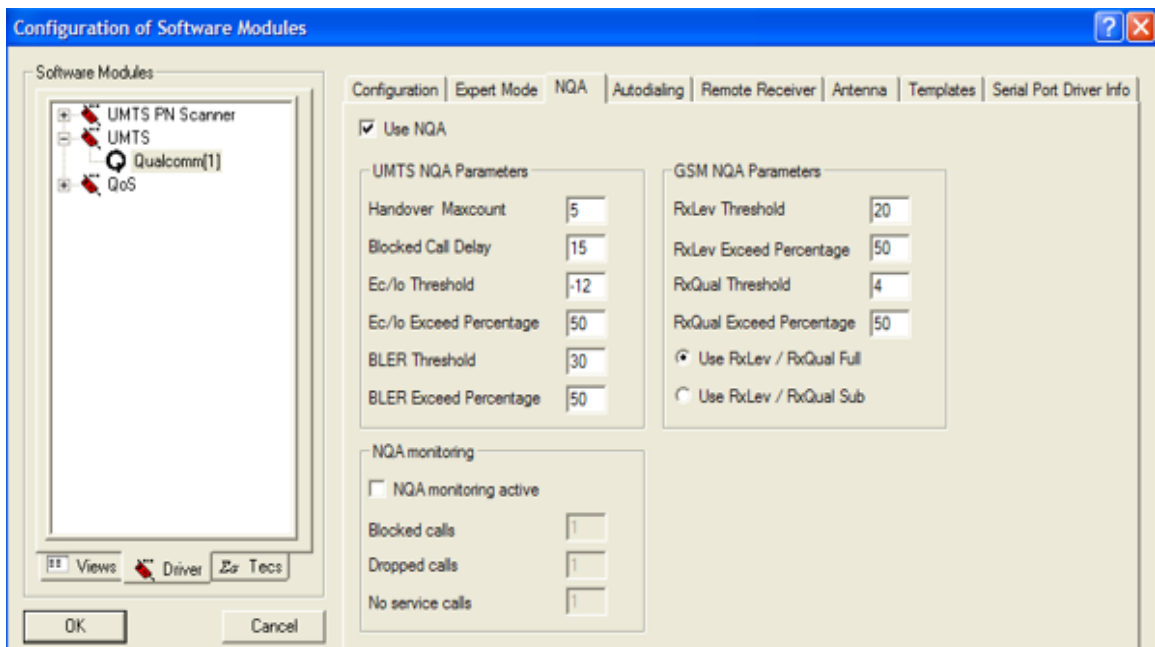 Configuration of Software Modules
Software Modules
UMTS PN Scanner
UMTS
Qualcomm[1]
QoS
Views
Driver
Tecs
OK
Cancel
Configuration
Expert Mode
NQA
Autodialing
Remote Receiver
Antenna
Templates
Serial Port Driver Info
Use NQA
UMTS NQA Parameters
Handover Maxcount 5
Blocked Call Delay 15
Ec/Io Threshold -12
Ec/Io Exceed Percentage 50
BLER Threshold 30
BLER Exceed Percentage 50
GSM NQA Parameters
RxLev Threshold 20
RxLev Exceed Percentage 50
RxQual Threshold 4
RxQual Exceed Percentage 50
Use RxLev / RxQual Full
Use RxLev / RxQual Sub
NQA monitoring
NQA monitoring active
Blocked calls 1
Dropped calls 1
No service calls 1